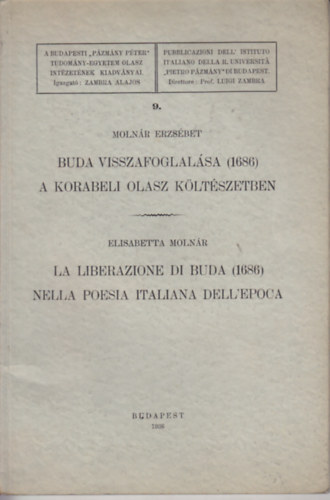 A BUDAPESTI „PÁZMÁNY PÉTER"
TUDOMÁNY-EGYETEM OLASZ
INTÉZETÉNEK KIADVÁNYAI.
Igazgató: ZAMBRA ALAJOS
PUBBLICAZIONI DELL' ISTITUTO
ITALIANO DELLA R. UNIVERSITÀ
„PIETRO PÁZMÁNY" DI BUDAPEST.
Direttore: Prof. LUIGI ZAMBRA
9.
MOLNÁR ERZSÉBET
BUDA VISSZAFOGLALÁSA (1686)
A KORABELI OLASZ KÖLTÉSZETBEN
ELISABETTA MOLNÁR
LA LIBERAZIONE DI BUDA (1686)
NELLA POESIA ITALIANA DELL'EPOCA
BUDAPEST